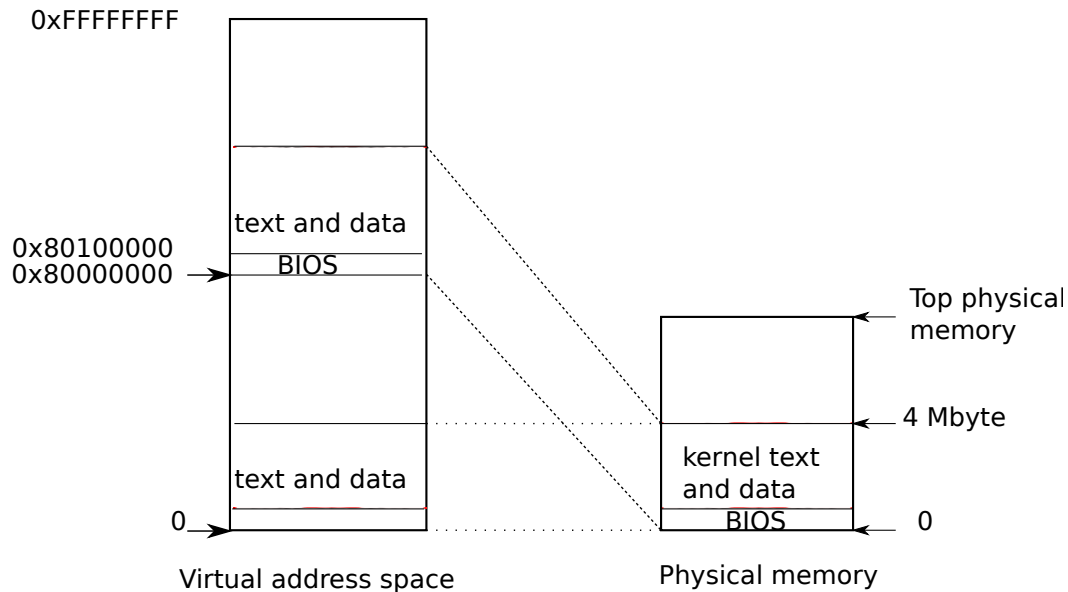 0xFFFFFFFF
text and data
0x80100000
BIOS
0x80000000
Top physical
memory
4 Mbyte
text and data
kernel text
and data
0
BIOS
0
Virtual address space
Physical memory